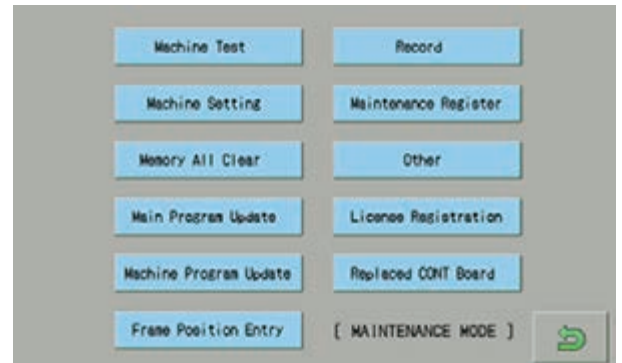 Machine Test
Record
Machine Setting
Maintenance Register
Memory All Clear
Other
Main Program Update
License Registration
Machine Program Update
Replaced CONT Board
Frame Position Entry
[ MAINTENANCE MODE ]